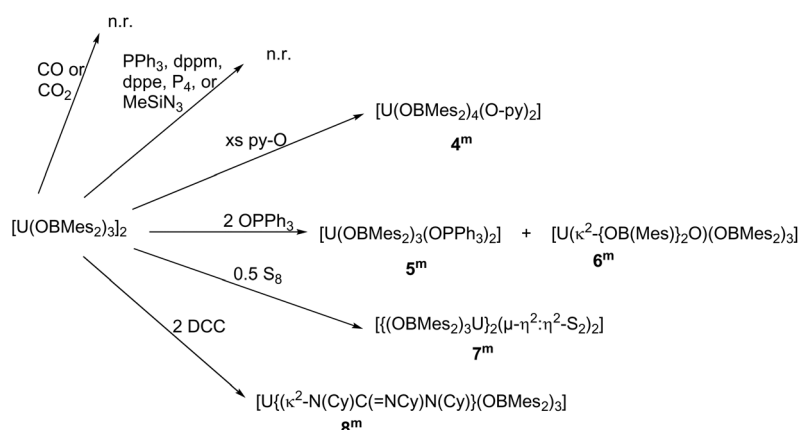 n.r.
CO or
CO₂
PPh₃, dppm,
dppe, P₄, or
MeSiN₃
n.r.
xs py-O
[U(OBMes₂)₄(O-py)₂]
4ᵐ
[U(OBMes₂)₃]₂
2 OPPh₃
[U(OBMes₂)₃(OPPh₃)₂] + [U(κ²-{OB(Mes)}₂O)(OBMes₂)₃]
5ᵐ 6ᵐ
0.5 S₈
[{(OBMes₂)₃U}₂(μ-η²:η²-S₂)₂]
7ᵐ
2 DCC
[U{(κ²-N(Cy)C(=NCy)N(Cy)}(OBMes₂)₃]
8ᵐ